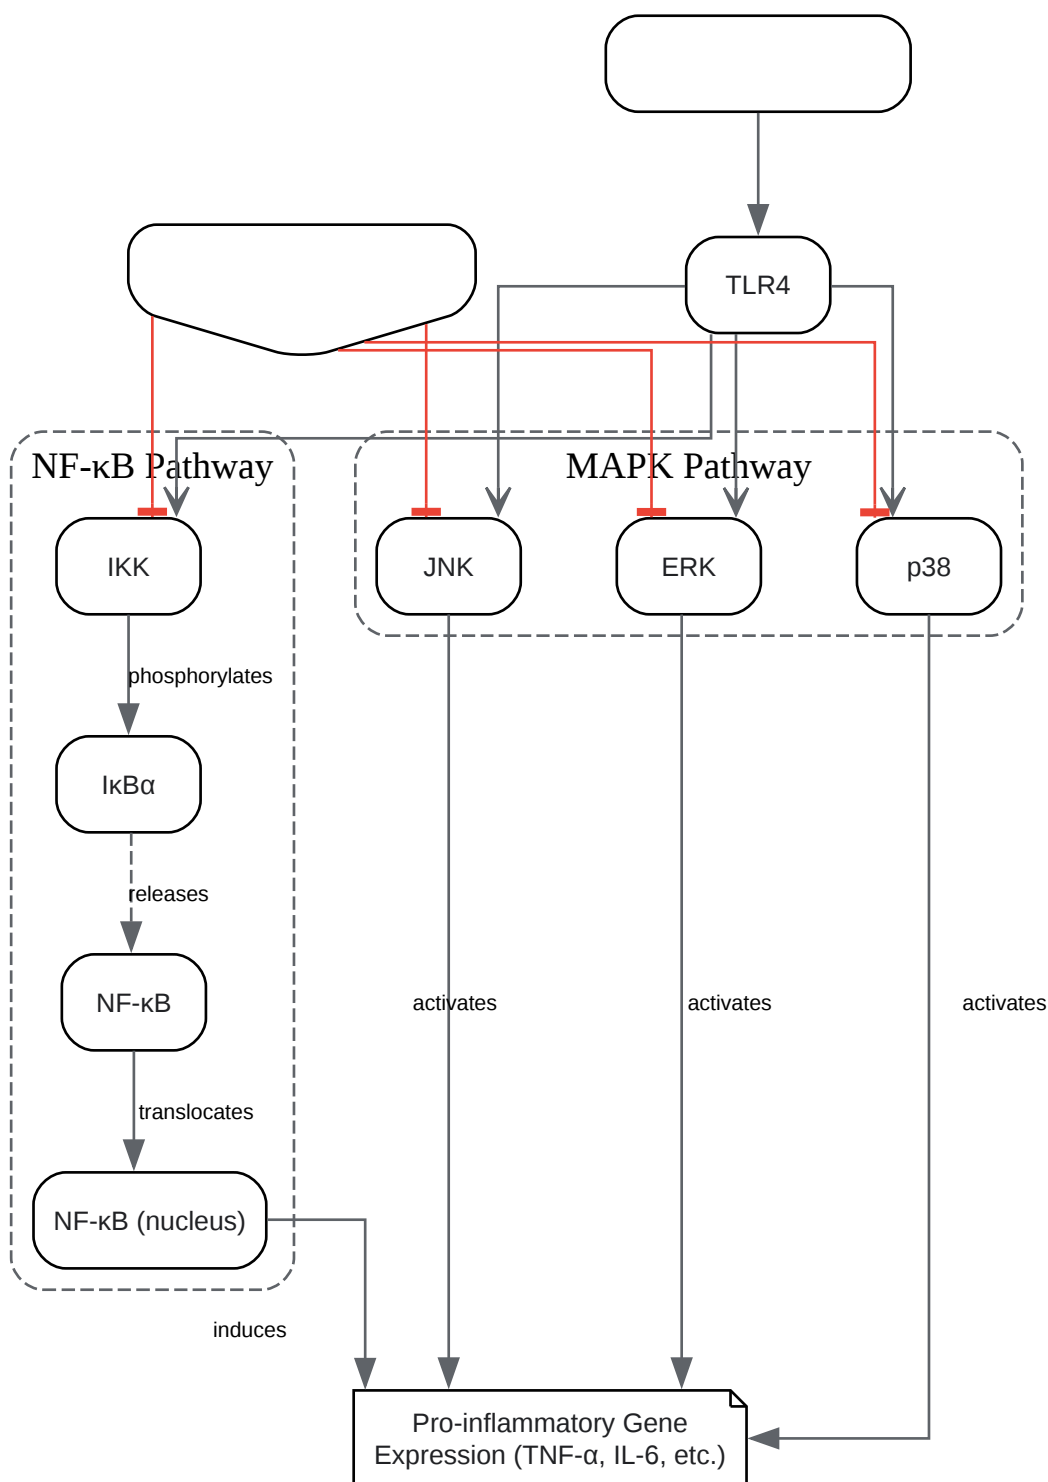 TLR4
NF-κB Pathway
MAPK Pathway
IKK
JNK
ERK
p38
phosphorylates
IκBα
releases
NF-κB
activates
activates
activates
translocates
NF-κB (nucleus)
induces
Pro-inflammatory Gene
Expression (TNF-α, IL-6, etc.)